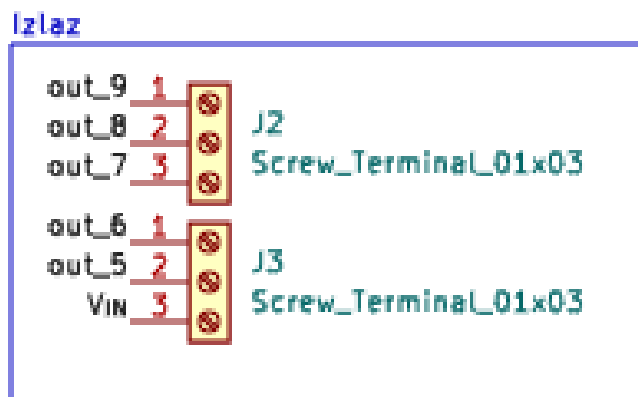 Izlaz
out_9 1
out_8 2 J2
out_7 3 Screw_Terminal_01x03
out_6 1
out_5 2 J3
VIN 3 Screw_Terminal_01x03